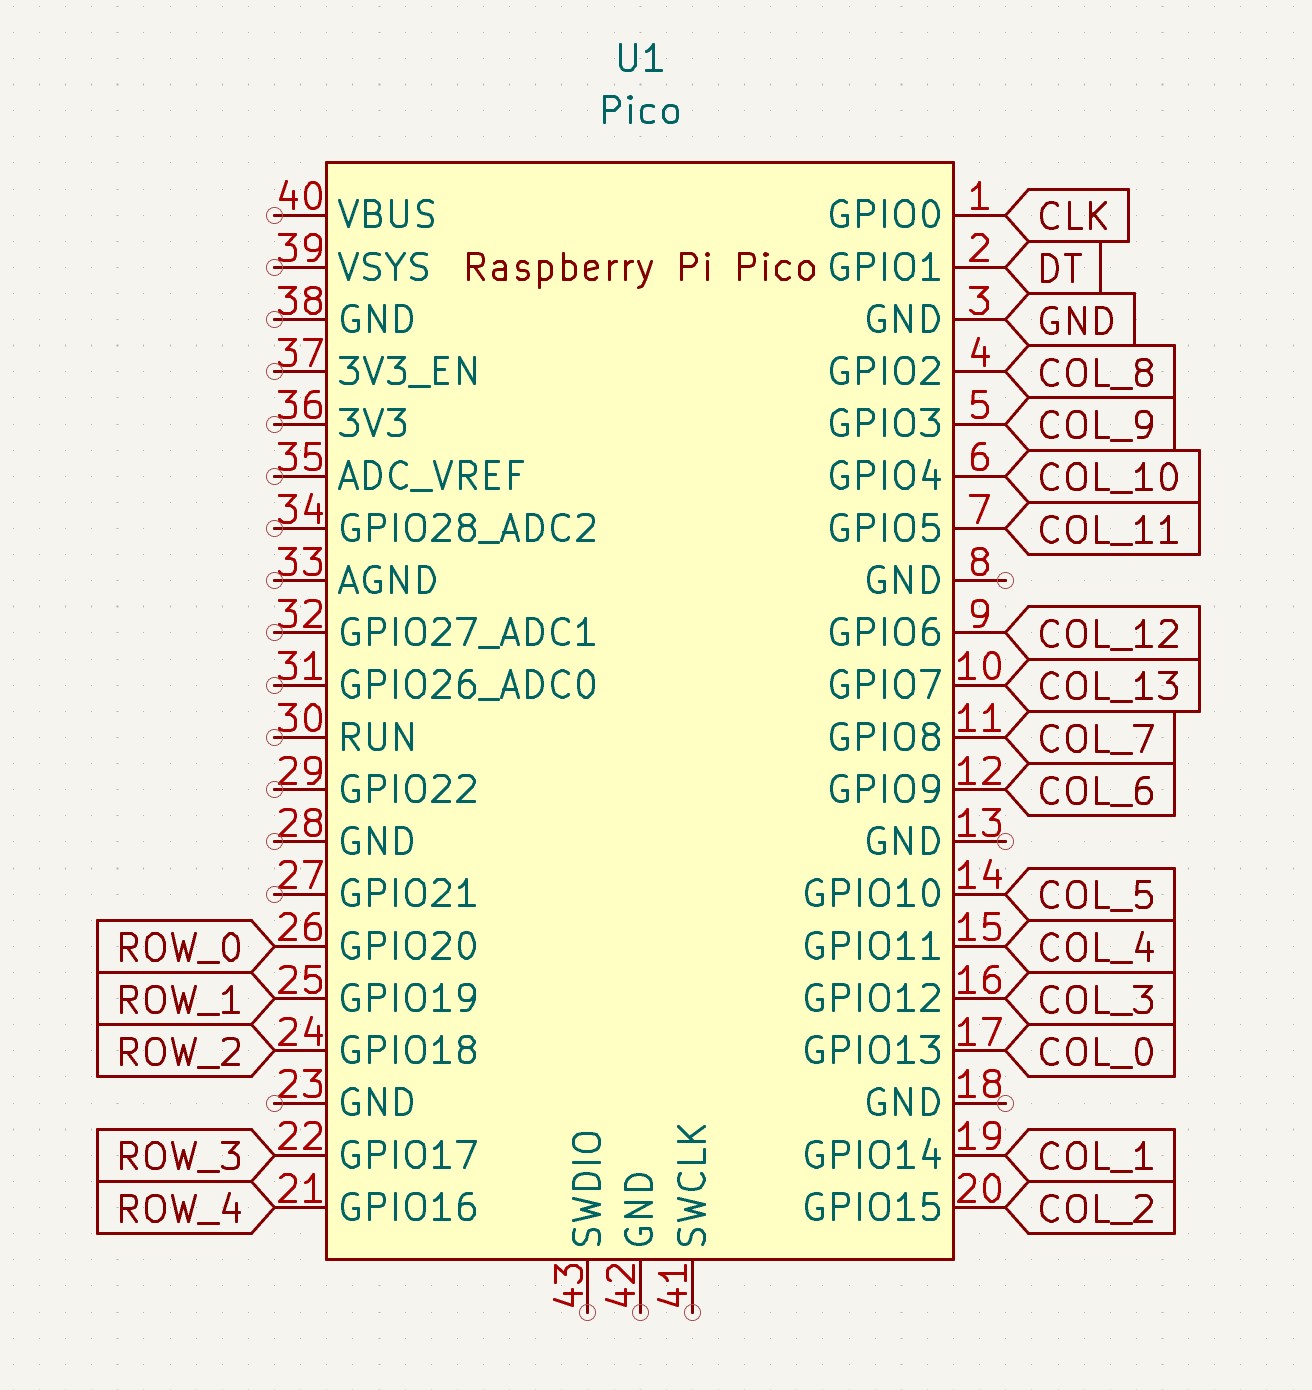 U1
Pico
40 VBUS GPIO0 1 CLK
39 VSYS Raspberry Pi Pico GPIO1 2 DT
38 GND GND 3 GND
37 3V3_EN GPIO2 4 COL_8
36 3V3 GPIO3 5 COL_9
35 ADC_VREF GPIO4 6 COL_10
34 GPIO28_ADC2 GPIO5 7 COL_11
33 AGND GND 8
32 GPIO27_ADC1 GPIO6 9 COL_12
31 GPIO26_ADC0 GPIO7 10 COL_13
30 RUN GPIO8 11 COL_7
29 GPIO22 GPIO9 12 COL_6
28 GND GND 13
27 GPIO21 GPIO10 14 COL_5
ROW_0 26 GPIO20 GPIO11 15 COL_4
ROW_1 25 GPIO19 GPIO12 16 COL_3
ROW_2 24 GPIO18 GPIO13 17 COL_0
23 GND GND 18
ROW_3 22 GPIO17 GPIO14 19 COL_1
ROW_4 21 GPIO16 GPIO15 20 COL_2
SWDIO GND SWCLK
43 42 41